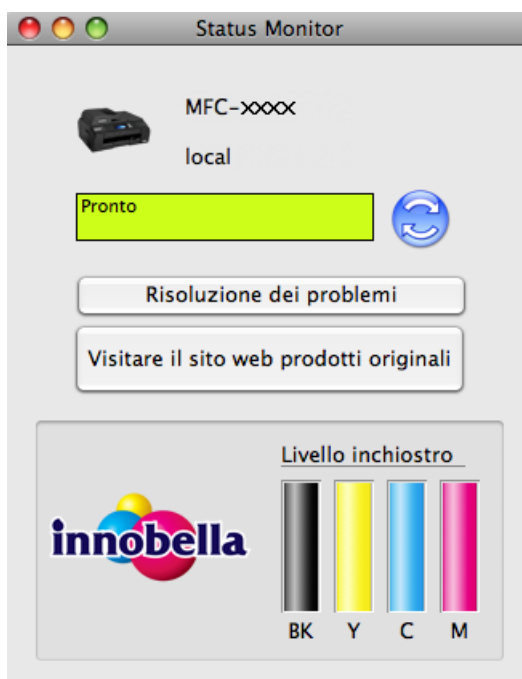 Status Monitor
MFC-xxxx
local
Pronto
Risoluzione dei problemi
Visitare il sito web prodotti originali
Livello inchiostro
innobella
BK Y C M